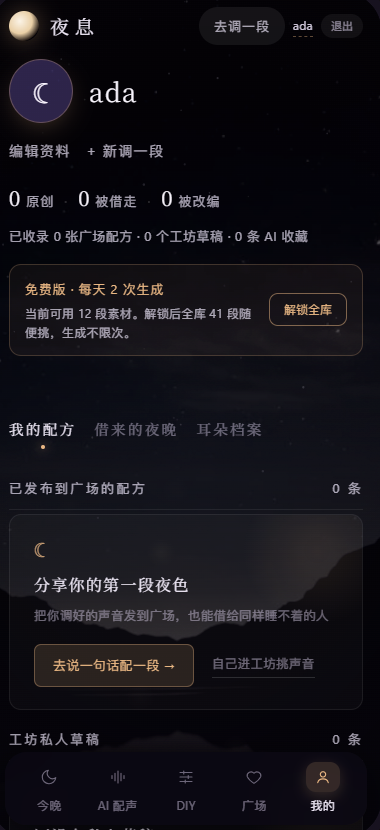 夜息
去调一段
ada
退出
ada
编辑资料
+ 新调一段
0 原创 · 0 被借走 · 0 被改编
已收录 0 张广场配方 · 0 个工坊草稿 · 0 条 AI 收藏
免费版 · 每天 2 次生成
当前可用 12 段素材。解锁后全库 41 段随
便挑，生成不限次。
解锁全库
我的配方
借来的夜晚
耳朵档案
已发布到广场的配方
0 条
分享你的第一段夜色
把你调好的声音发到广场，也能借给同样睡不着的人
去说一句话配一段 →
自己进工坊挑声音
工坊私人草稿
0 条
今晚
AI 配声
DIY
广场
我的